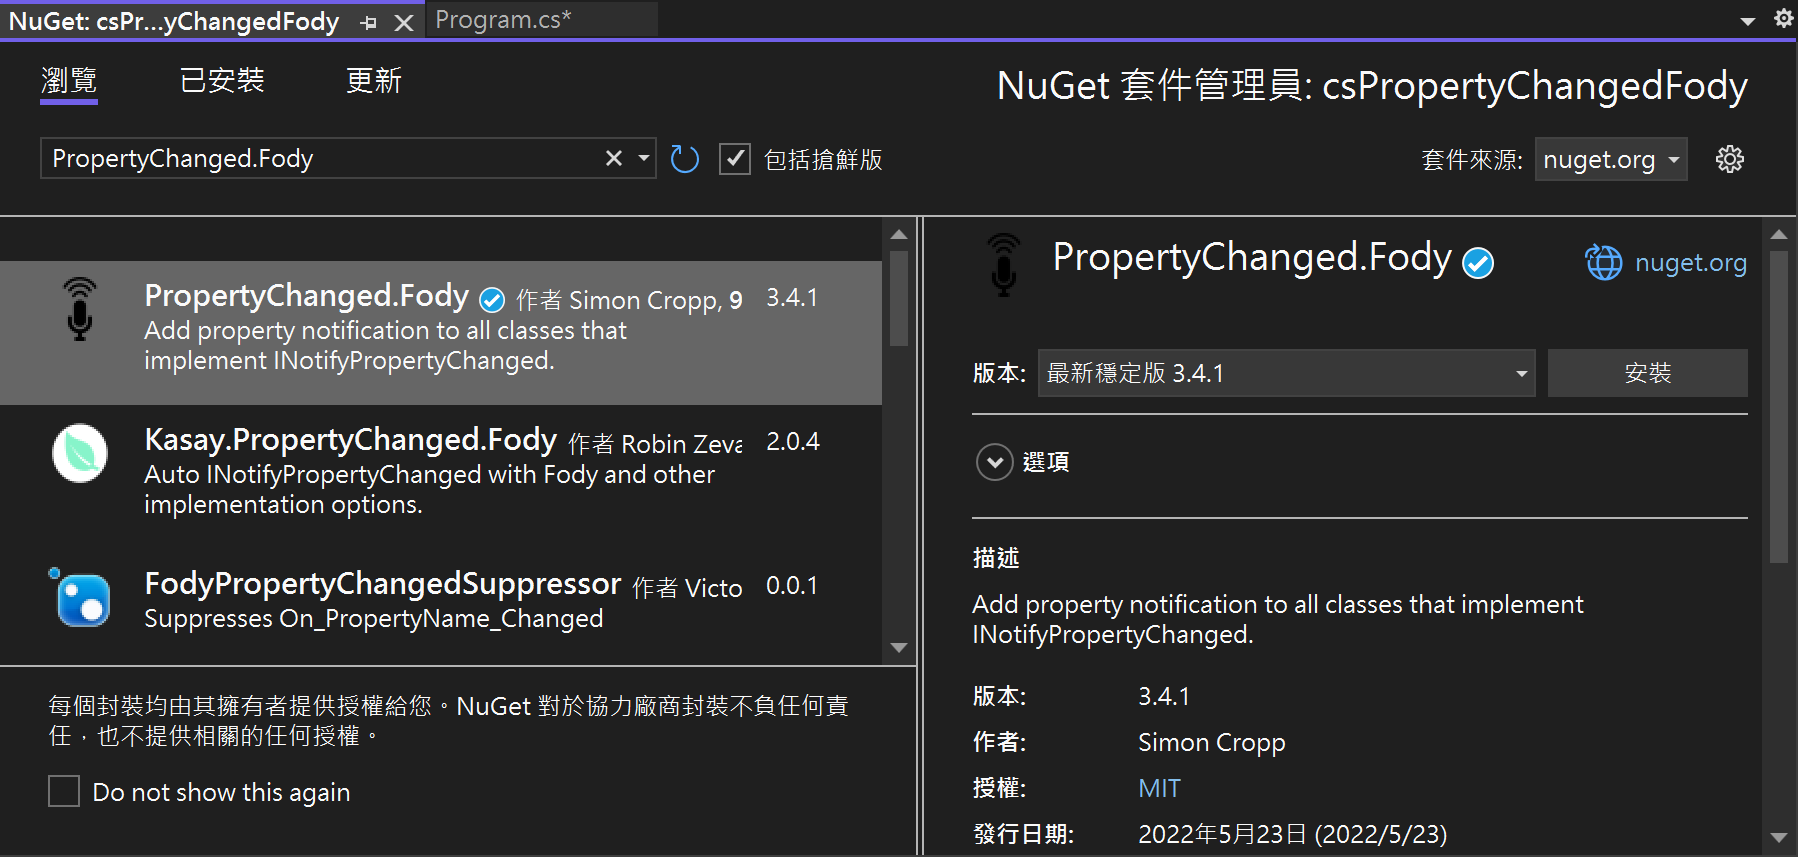 NuGet: csPr...yChangedFody
Program.cs*
瀏覽 已安裝 更新
NuGet 套件管理員: csPropertyChangedFody
PropertyChanged.Fody
包括搶鮮版
套件來源: nuget.org
PropertyChanged.Fody 作者 Simon Cropp, 9 3.4.1
Add property notification to all classes that
implement INotifyPropertyChanged.
Kasay.PropertyChanged.Fody 作者 Robin Zeva 2.0.4
Auto INotifyPropertyChanged with Fody and other
implementation options.
FodyPropertyChangedSuppressor 作者 Victo 0.0.1
Suppresses On_PropertyName_Changed
每個封裝均由其擁有者提供授權給您。NuGet 對於協力廠商封裝不負任何責
任，也不提供相關的任何授權。
Do not show this again
PropertyChanged.Fody
nuget.org
版本: 最新穩定版 3.4.1 安裝
選項
描述
Add property notification to all classes that implement
INotifyPropertyChanged.
版本: 3.4.1
作者: Simon Cropp
授權: MIT
發行日期: 2022年5月23日 (2022/5/23)